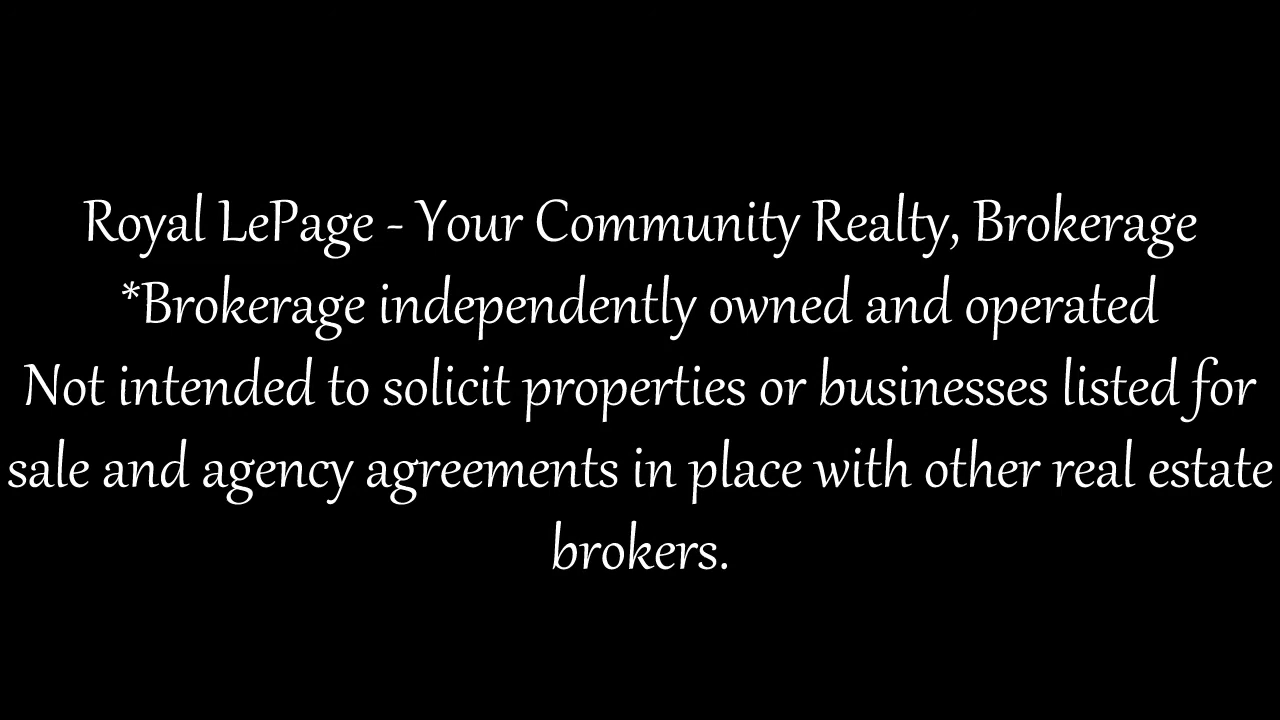 Royal LePage - Your Community Realty, Brokerage
*Brokerage independently owned and operated
Not intended to solicit properties or businesses listed for
sale and agency agreements in place with other real estate
brokers.